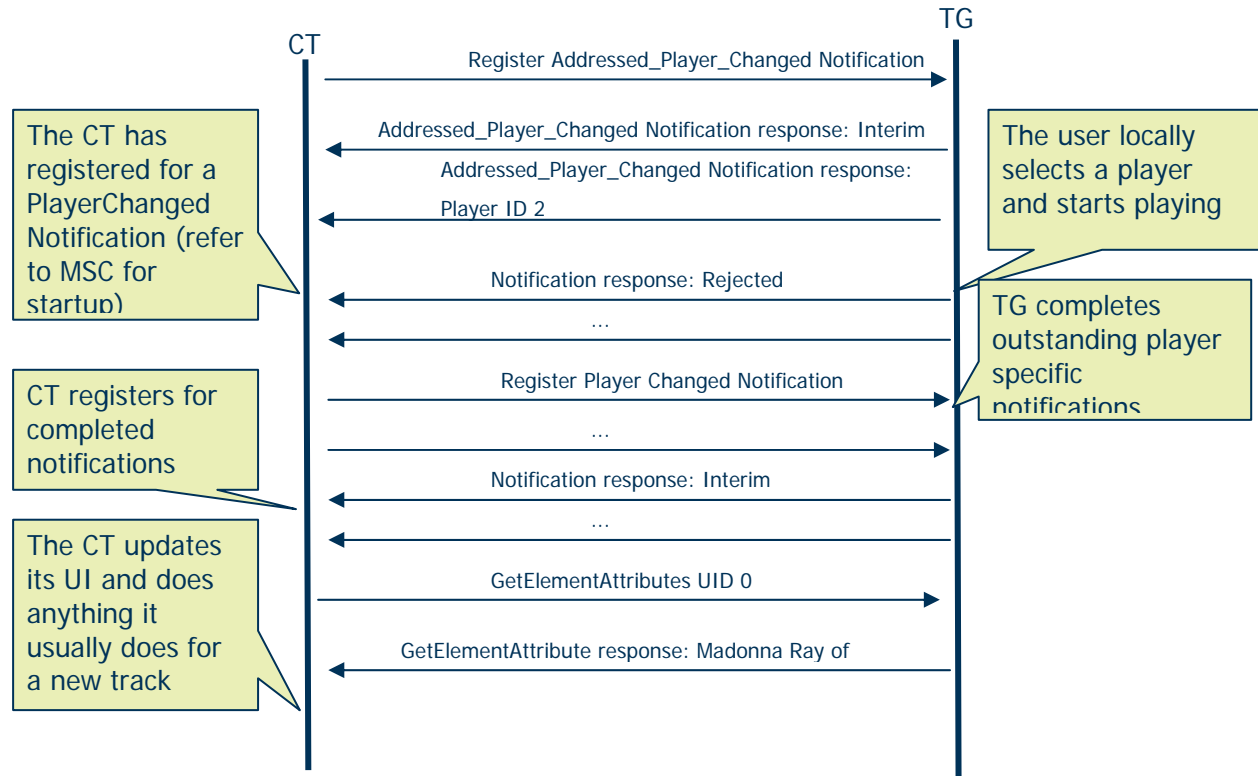 TG
CT
Register Addressed_Player_Changed Notification
Addressed_Player_Changed Notification response: Interim
Addressed_Player_Changed Notification response:
Player ID 2
Notification response: Rejected
...
Register Player Changed Notification
...
Notification response: Interim
...
GetElementAttributes UID 0
GetElementAttribute response: Madonna Ray of
The CT has
registered for a
PlayerChanged
Notification (refer
to MSC for
startup)
CT registers for
completed
notifications
The CT updates
its UI and does
anything it
usually does for
a new track
The user locally
selects a player
and starts playing
TG completes
outstanding player
specific
notifications